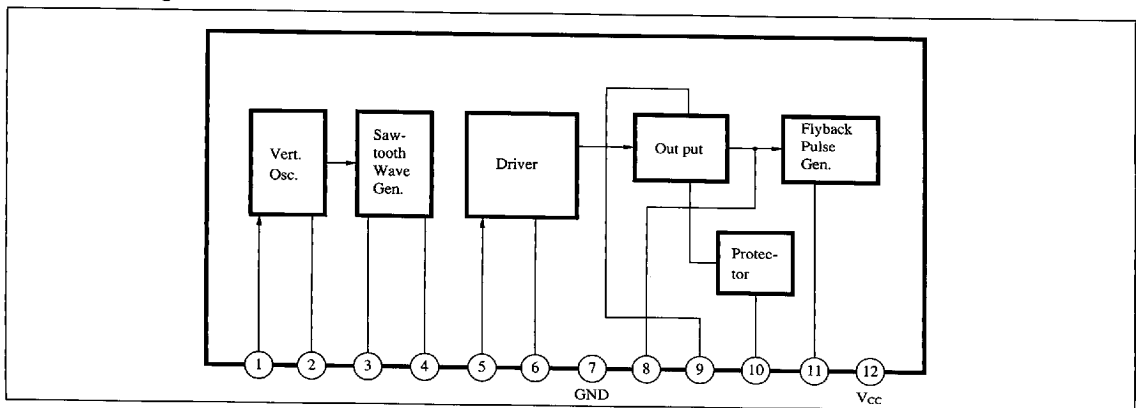 Vert.
Osc.
Saw-
tooth
Wave
Gen.
Driver
Out put
Flyback
Pulse
Gen.
Protec-
tor
1 2 3 4 5 6 7 8 9 10 11 12
GND VCC